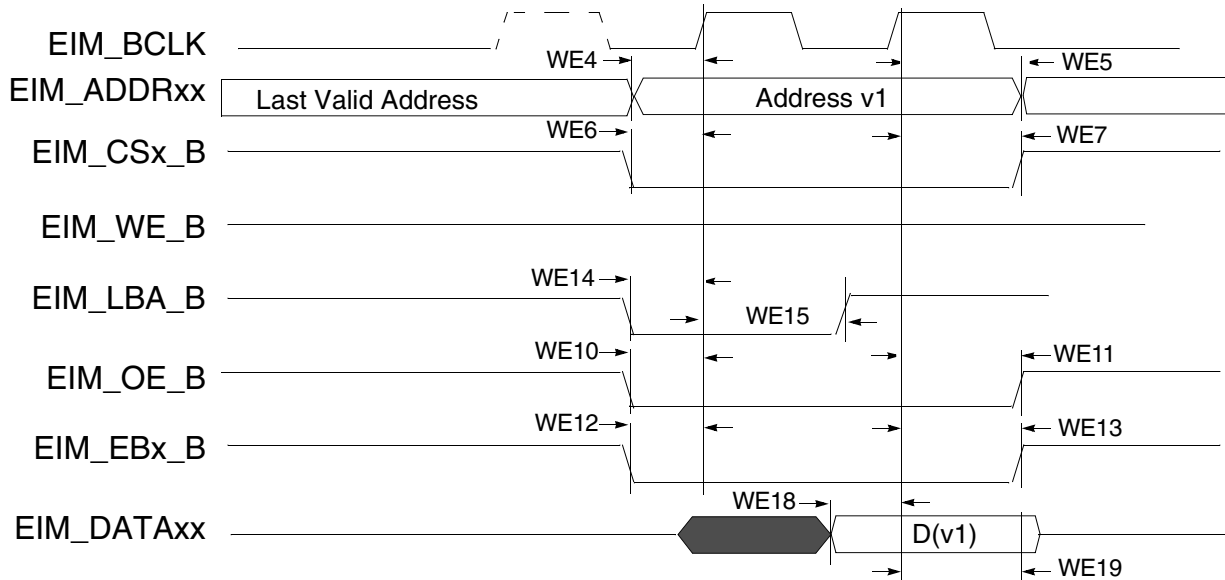 EIM_BCLK
WE4
WE5
EIM_ADDRxx
Last Valid Address
Address v1
WE6
WE7
EIM_CSx_B
EIM_WE_B
WE14
EIM_LBA_B
WE15
WE10
WE11
EIM_OE_B
WE12
WE13
EIM_EBx_B
WE18
EIM_DATAxx
D(v1)
WE19